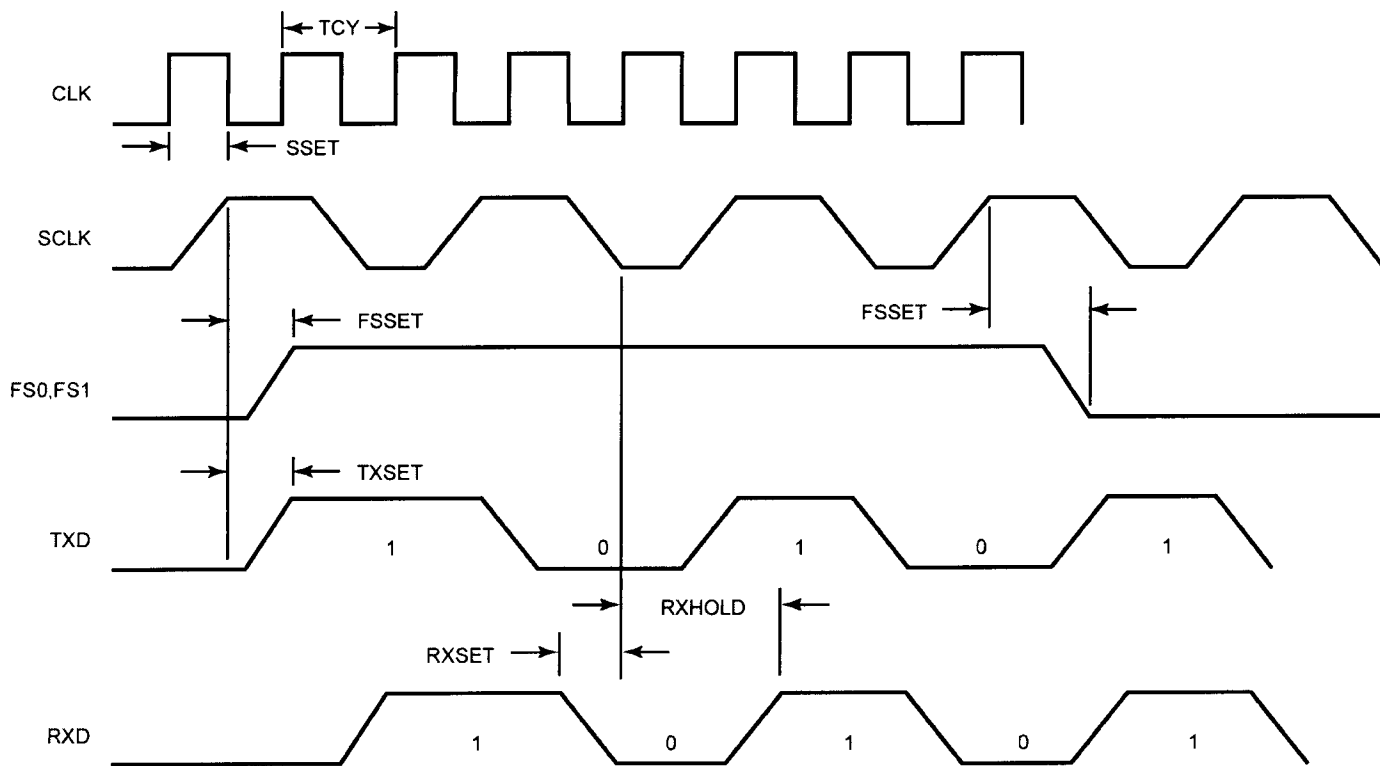 TCY
CLK
SSET
SCLK
FSSET
FSSET
FS0,FS1
TXSET
TXD
1 0 1 0 1
RXHOLD
RXSET
RXD
1 0 1 0 1